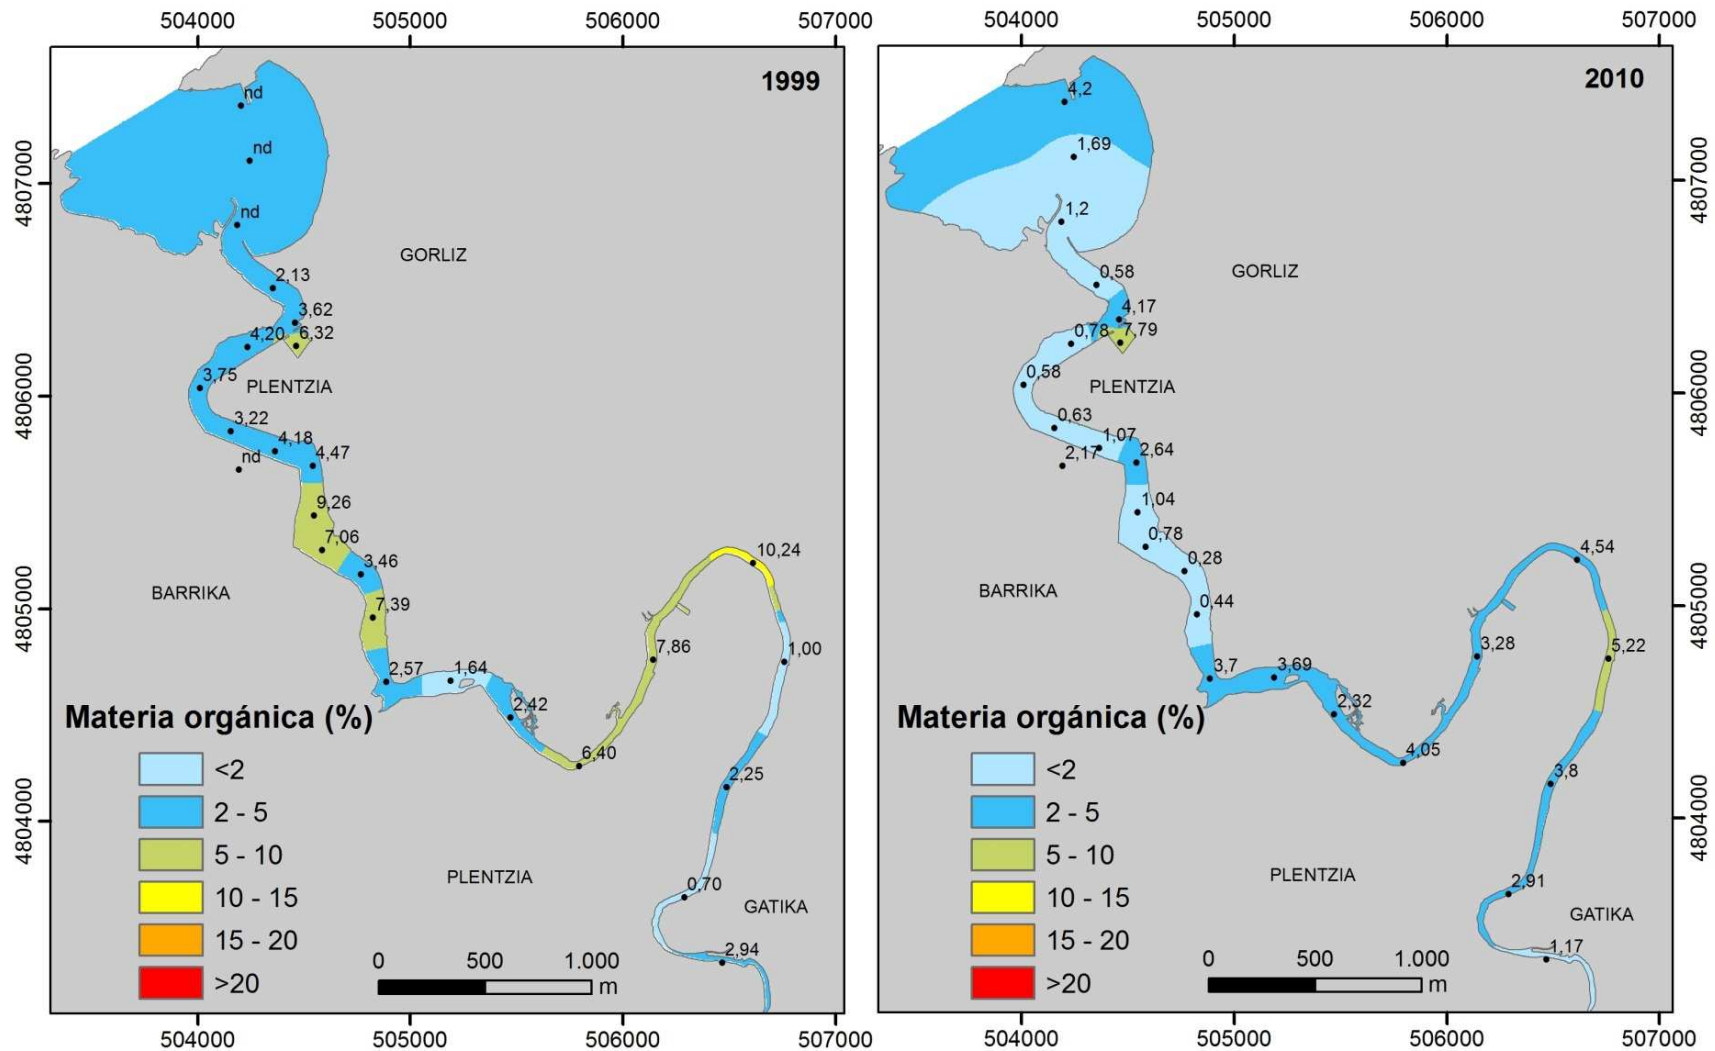 504000 505000 506000 507000
1999
nd
nd
nd
4807000
GORLIZ
2,13
3,62
4,20
6,32
3,75
PLENTZIA
4806000
3,22
4,18
nd
4,47
9,26
7,06
3,46
10,24
BARRIKA
4805000
7,39
7,86
1,00
2,57
1,64
2,42
Materia orgánica (%)
6,40
<2
2,25
2 - 5
4804000
5 - 10
PLENTZIA
10 - 15
0,70
GATIKA
15 - 20
2,94
0 500 1.000
>20
m
504000 505000 506000 507000
504000 505000 506000 507000
2010
4,2
1,69
4807000
1,2
GORLIZ
0,58
4,17
0,78
7,79
0,58
PLENTZIA
4806000
0,63
1,07
2,17
2,64
1,04
0,78
4,54
0,28
BARRIKA
0,44
4805000
3,28
5,22
3,7
3,69
2,32
Materia orgánica (%)
4,05
<2
3,8
2 - 5
4804000
5 - 10
PLENTZIA
10 - 15
2,91
GATIKA
15 - 20
1,17
0 500 1.000
>20
m
504000 505000 506000 507000